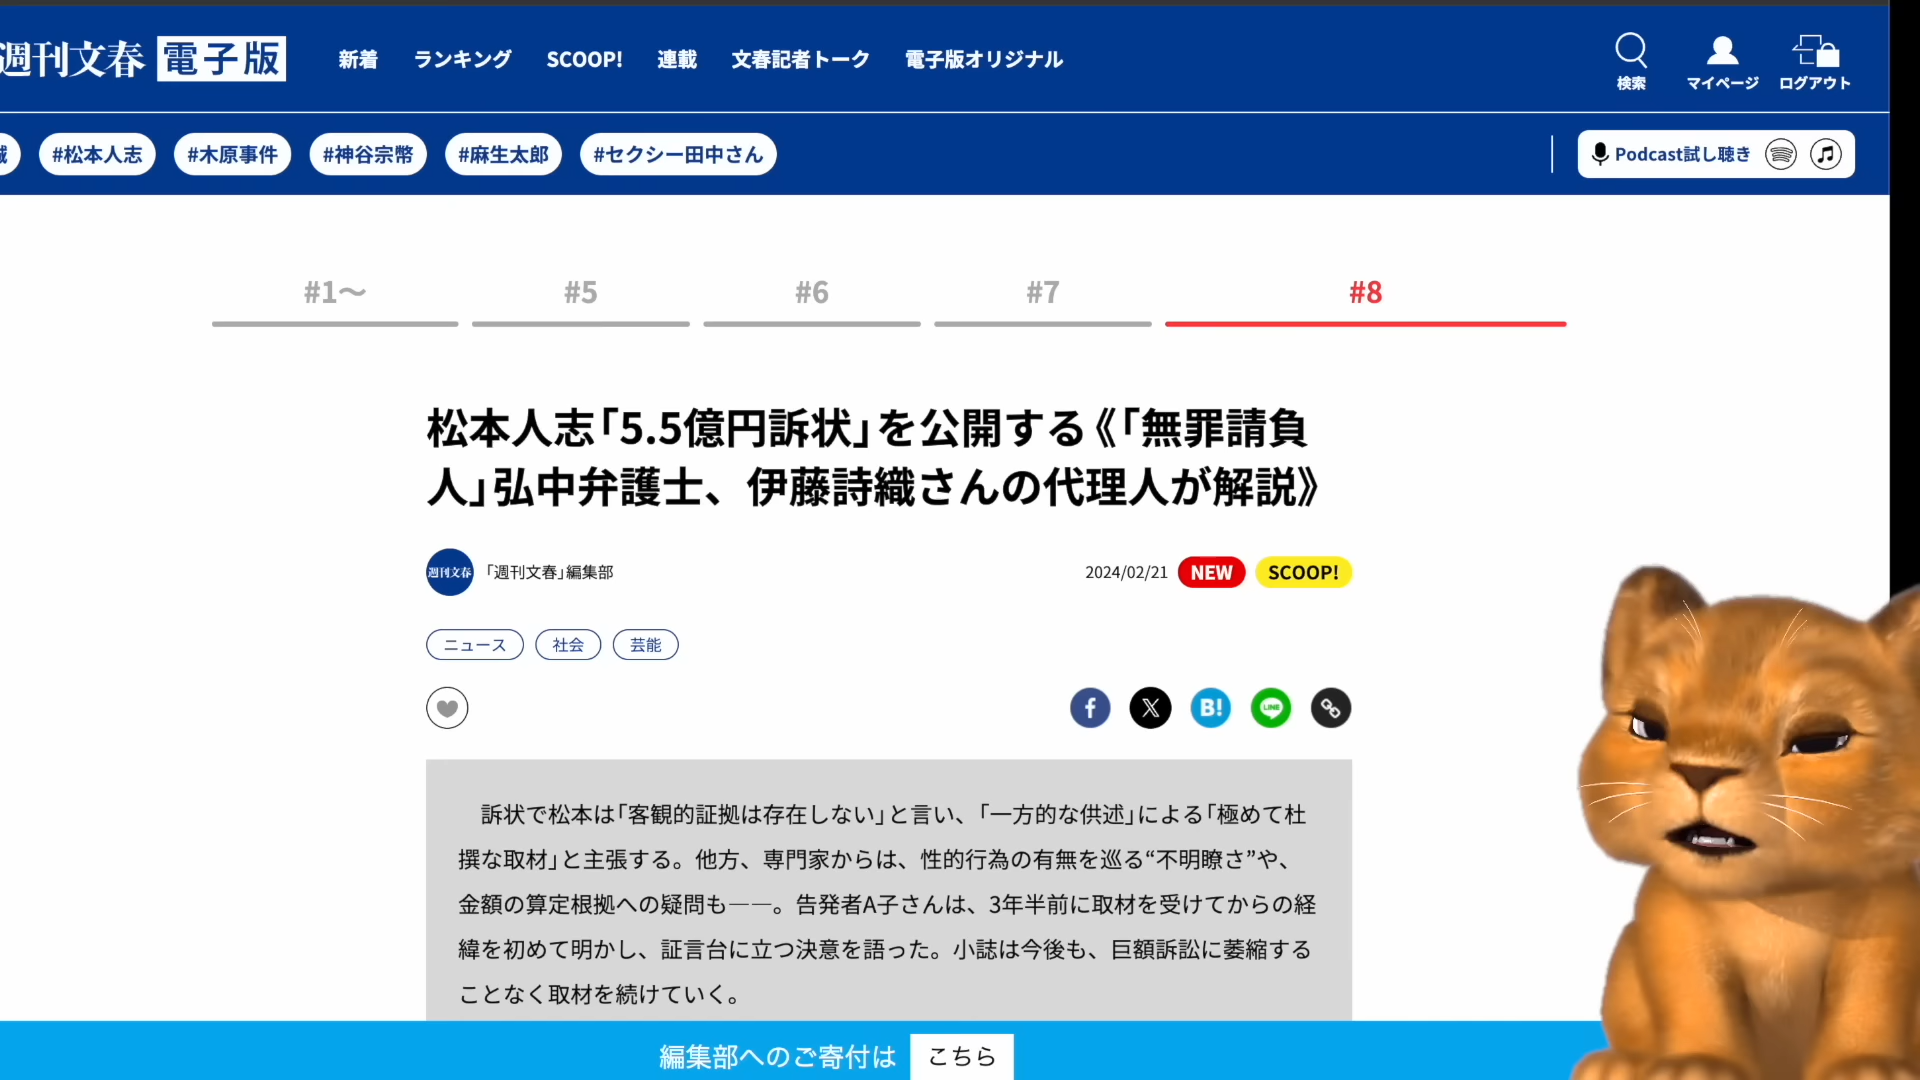 週刊文春 電子版
新着 ランキング SCOOP! 連載 文春記者トーク 電子版オリジナル
検索 マイページ ログアウト
#松本人志 #木原事件 #神谷宗幣 #麻生太郎 #セクシー田中さん
Podcast試し聴き
#1〜 #5 #6 #7 #8
松本人志「5.5億円訴状」を公開する《「無罪請負
人」弘中弁護士、伊藤詩織さんの代理人が解説》
週刊文春 「週刊文春」編集部
2024/02/21 NEW SCOOP!
ニュース 社会 芸能
f X B! LINE
訴状で松本は「客観的証拠は存在しない」と言い、「一方的な供述」による「極めて杜
撰な取材」と主張する。他方、専門家からは、性的行為の有無を巡る“不明瞭さ”や、
金額の算定根拠への疑問も――。告発者A子さんは、3年半前に取材を受けてからの経
緯を初めて明かし、証言台に立つ決意を語った。小誌は今後も、巨額訴訟に萎縮する
ことなく取材を続けていく。
編集部へのご寄付は こちら